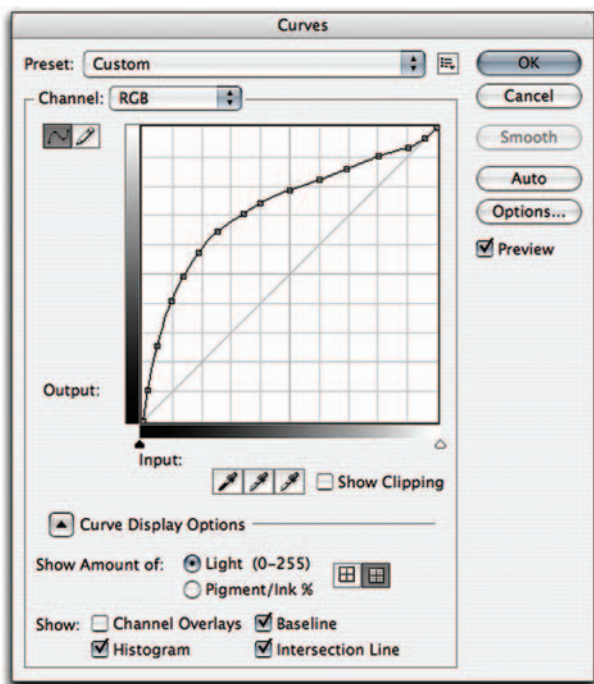 Curves
Preset: Custom
OK
Channel: RGB
Cancel
Smooth
Auto
Options...
Preview
Output:
Input:
Show Clipping
Curve Display Options
Show Amount of: Light (0-255)
Pigment/Ink %
Show: Channel Overlays Baseline
Histogram Intersection Line